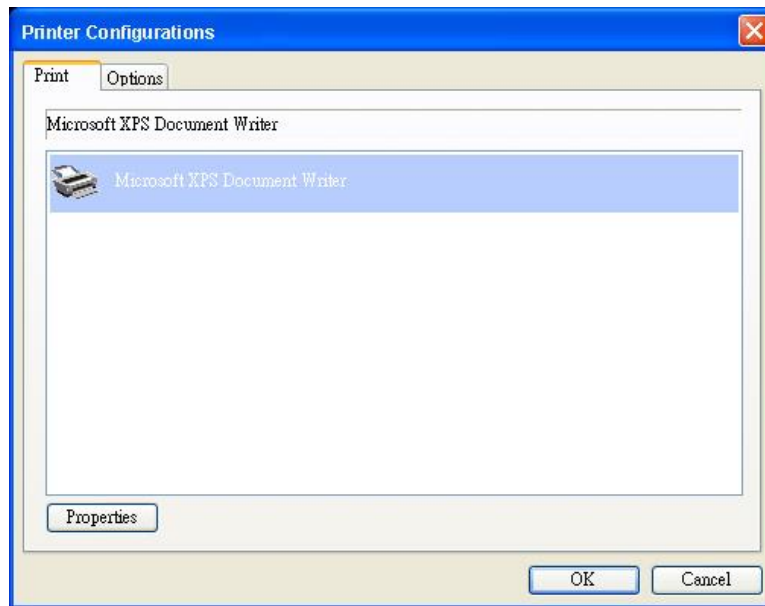 Printer Configurations
Print
Options
Microsoft XPS Document Writer
Microsoft XPS Document Writer
Properties
OK
Cancel